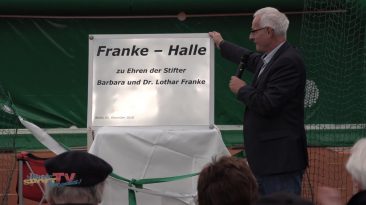 Franke – Halle
zu Ehren der Stifter
Barbara und Dr. Lothar Franke
TV